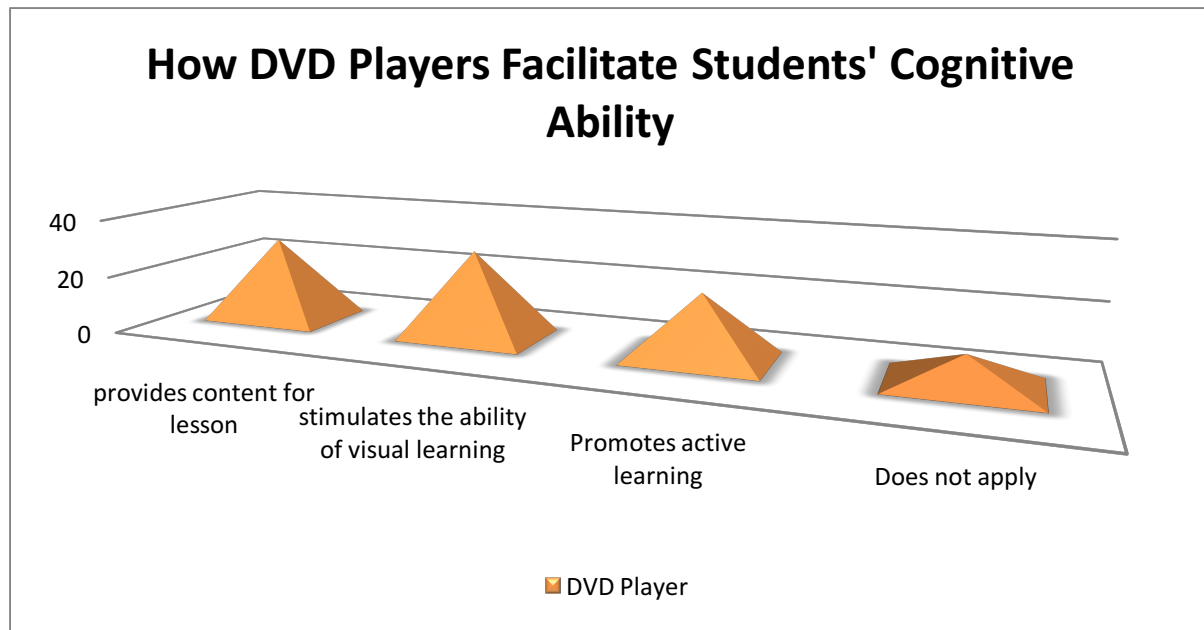 How DVD Players Facilitate Students' Cognitive
Ability
40
20
0
provides content for
lesson
stimulates the ability
of visual learning
Promotes active
learning
Does not apply
DVD Player